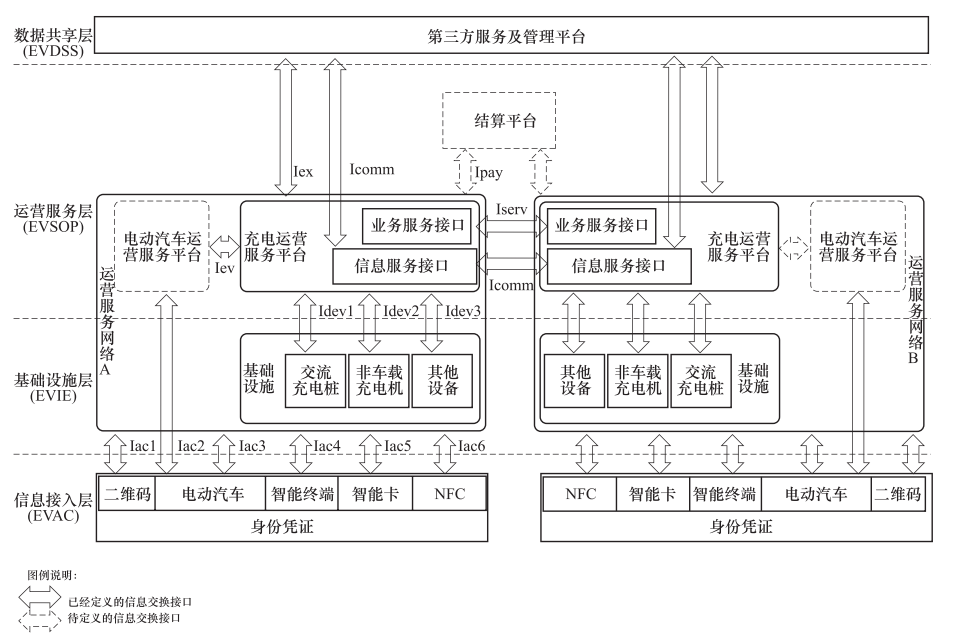 数据共享层
(EVDSS)
第三方服务及管理平台
结算平台
Iex
Icomm
Ipay
运营服务层
(EVSOP)
电动汽车运
营服务平台
Iev
充电运营
服务平台
业务服务接口
信息服务接口
Iserv
Icomm
业务服务接口
信息服务接口
充电运营
服务平台
电动汽车运
营服务平台
运营服务网络A
运营服务网络B
Idev1
Idev2
Idev3
基础设施层
(EVIE)
基础
设施
交流
充电桩
非车载
充电机
其他
设备
其他
设备
非车载
充电机
交流
充电桩
基础
设施
Iac1
Iac2
Iac3
Iac4
Iac5
Iac6
信息接入层
(EVAC)
二维码
电动汽车
智能终端
智能卡
NFC
身份凭证
NFC
智能卡
智能终端
电动汽车
二维码
身份凭证
图例说明：
已经定义的信息交换接口
待定义的信息交换接口